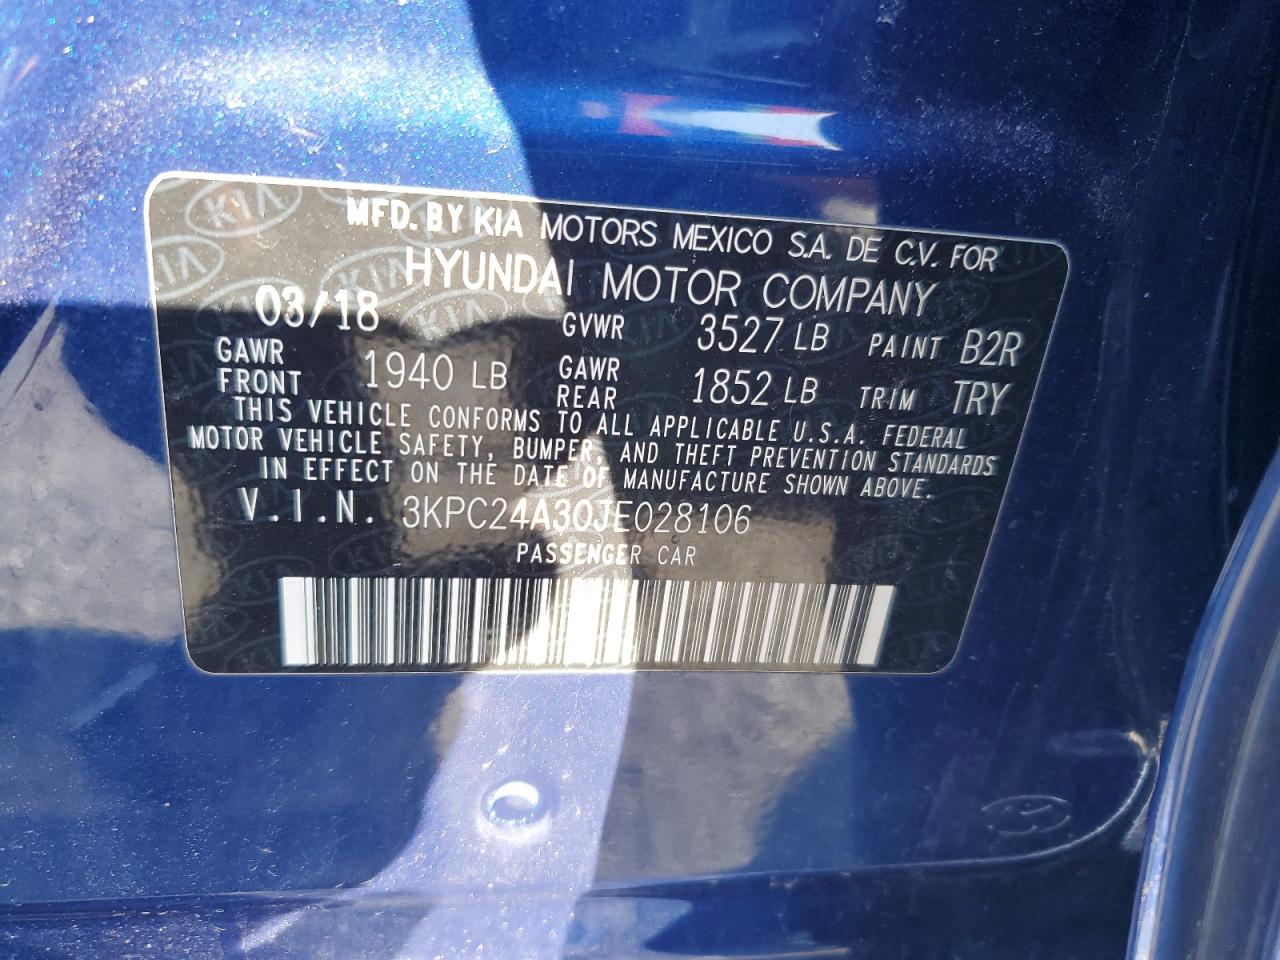 MFD. BY KIA MOTORS MEXICO S.A. DE C.V. FOR
HYUNDAI MOTOR COMPANY
03/18 GVWR 3527 LB PAINT B2R
GAWR FRONT 1940 LB GAWR REAR 1852 LB TRIM TRY
THIS VEHICLE CONFORMS TO ALL APPLICABLE U.S.A. FEDERAL
MOTOR VEHICLE SAFETY, BUMPER, AND THEFT PREVENTION STANDARDS
IN EFFECT ON THE DATE OF MANUFACTURE SHOWN ABOVE.
V.I.N. 3KPC24A30JE028106
PASSENGER CAR